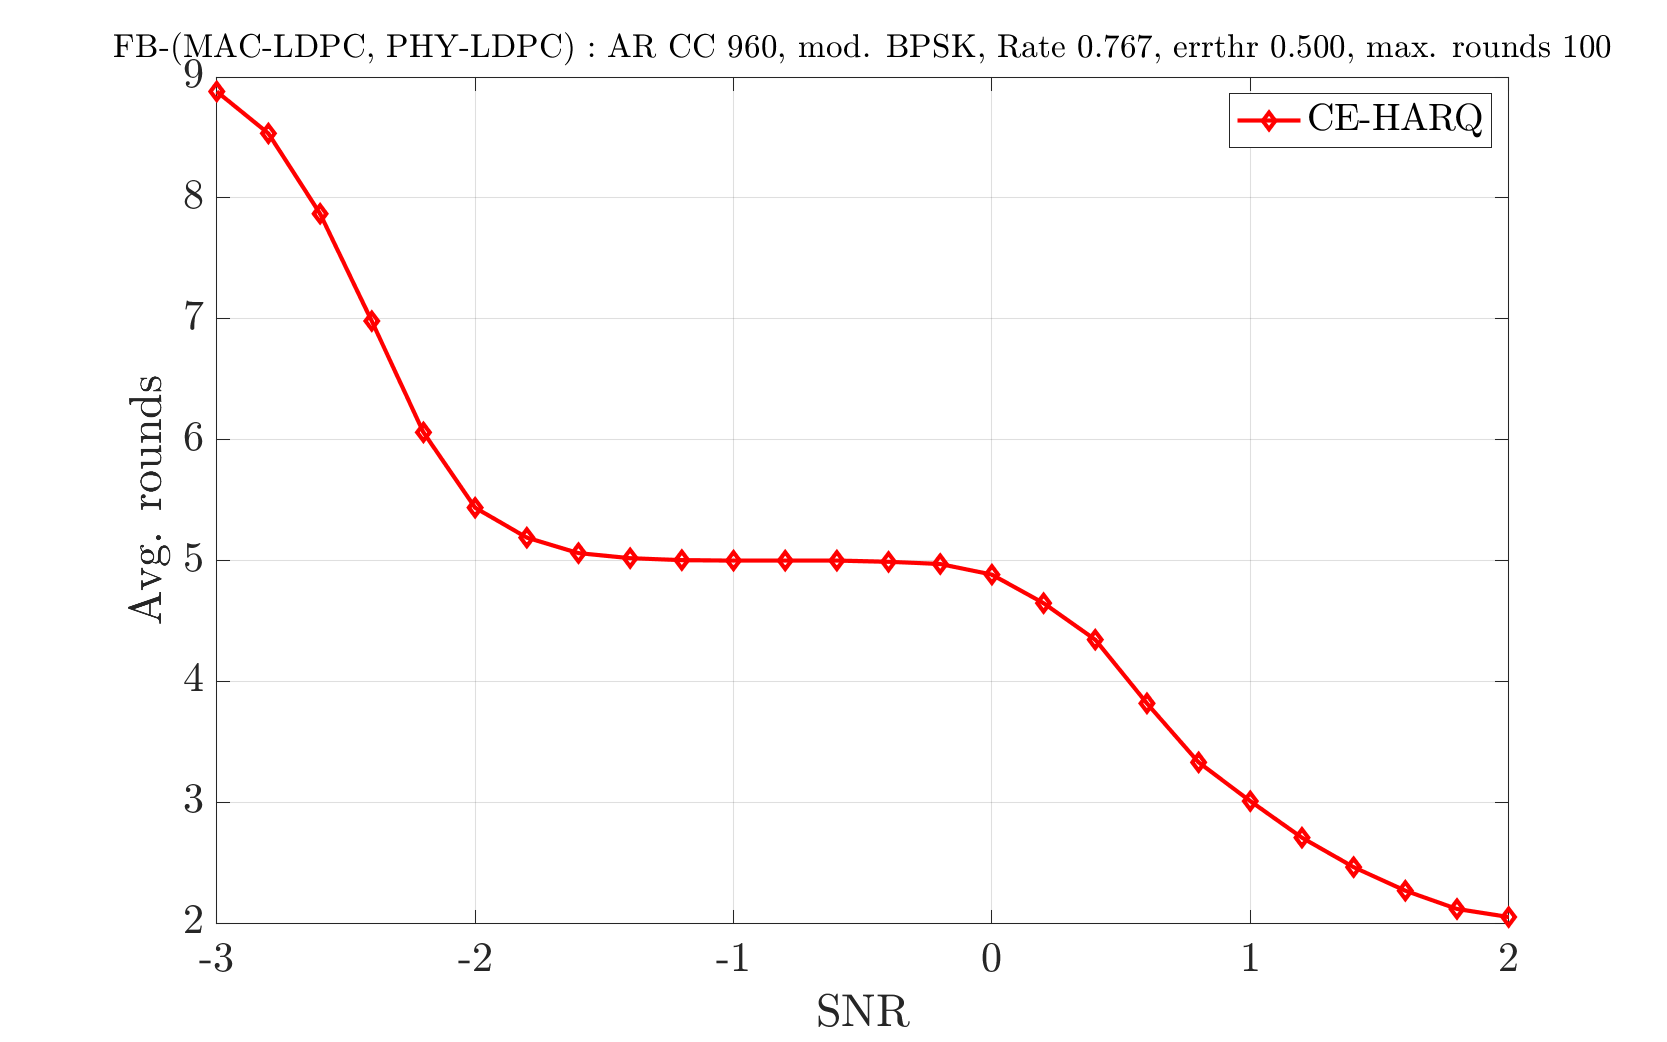 FB-(MAC-LDPC, PHY-LDPC) : AR CC 960, mod. BPSK, Rate 0.767, errthr 0.500, max. rounds 100
CE-HARQ
9
8
7
6
5
4
3
2
Avg. rounds
-3 -2 -1 0 1 2
SNR